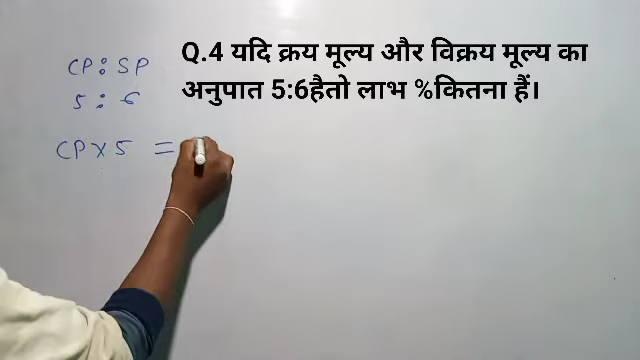 Q.4 यदि क्रय मूल्य और विक्रय मूल्य का
अनुपात 5:6हैतो लाभ %कितना हैं।
CP : SP
5 : 6
CP x 5 =